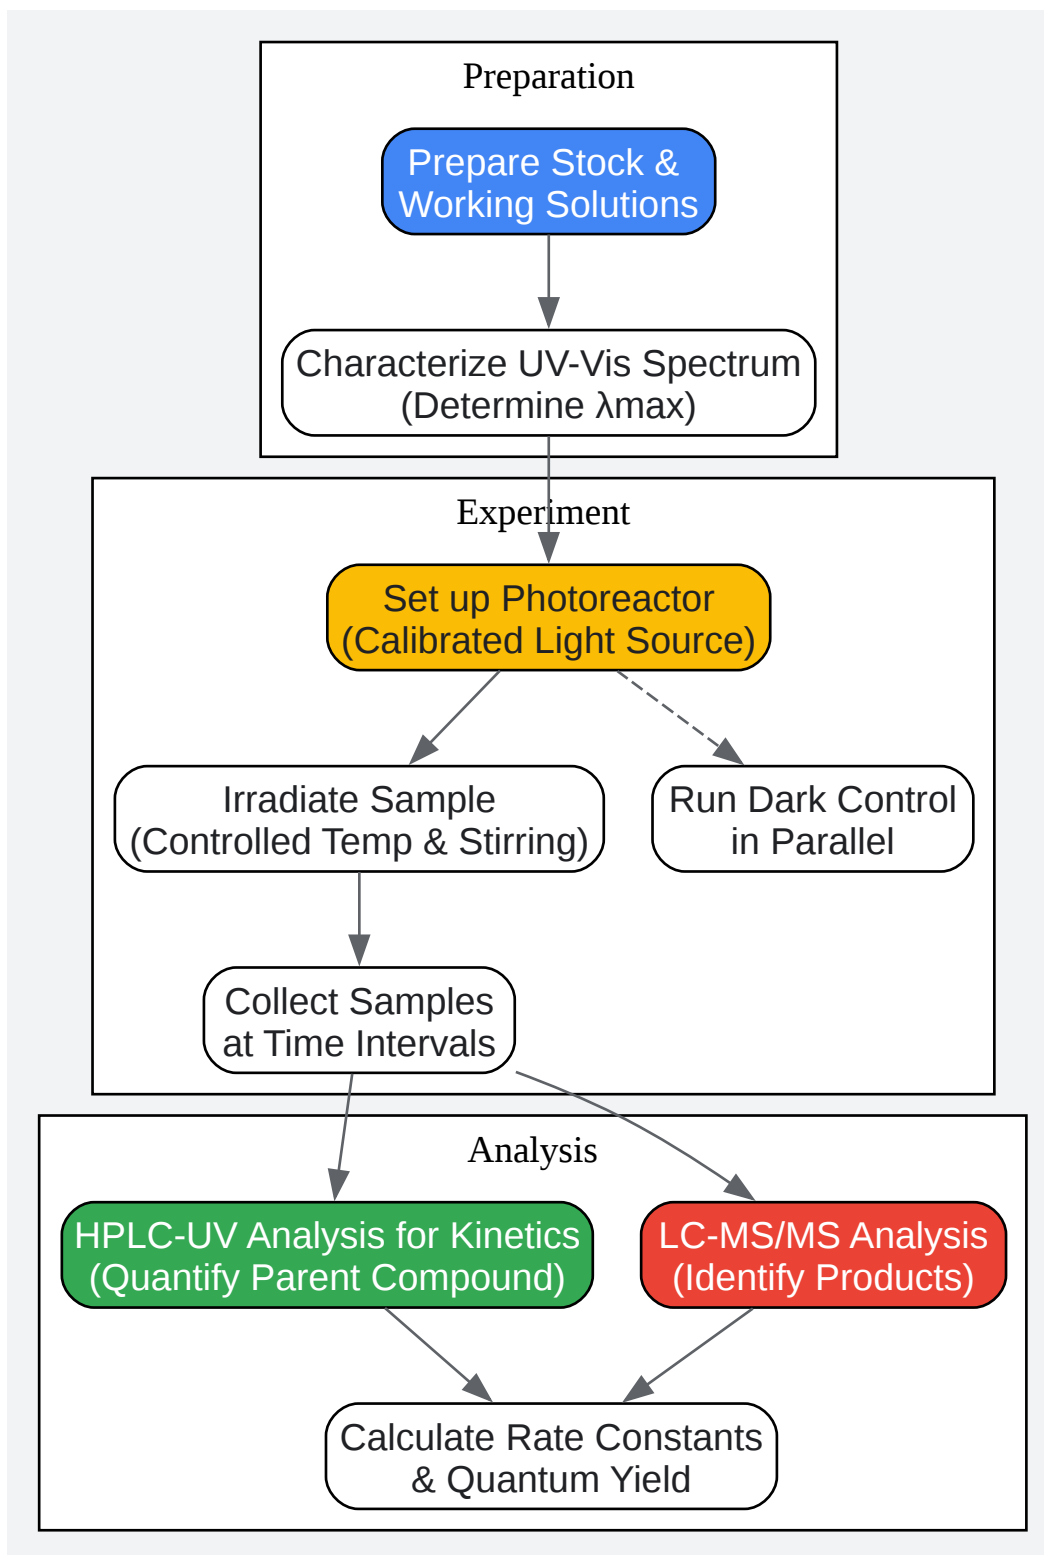 Preparation
Prepare Stock &
Working Solutions
Characterize UV-Vis Spectrum
(Determine λmax)
Experiment
Set up Photoreactor
(Calibrated Light Source)
Irradiate Sample
(Controlled Temp & Stirring)
Run Dark Control
in Parallel
Collect Samples
at Time Intervals
Analysis
HPLC-UV Analysis for Kinetics
(Quantify Parent Compound)
LC-MS/MS Analysis
(Identify Products)
Calculate Rate Constants
& Quantum Yield